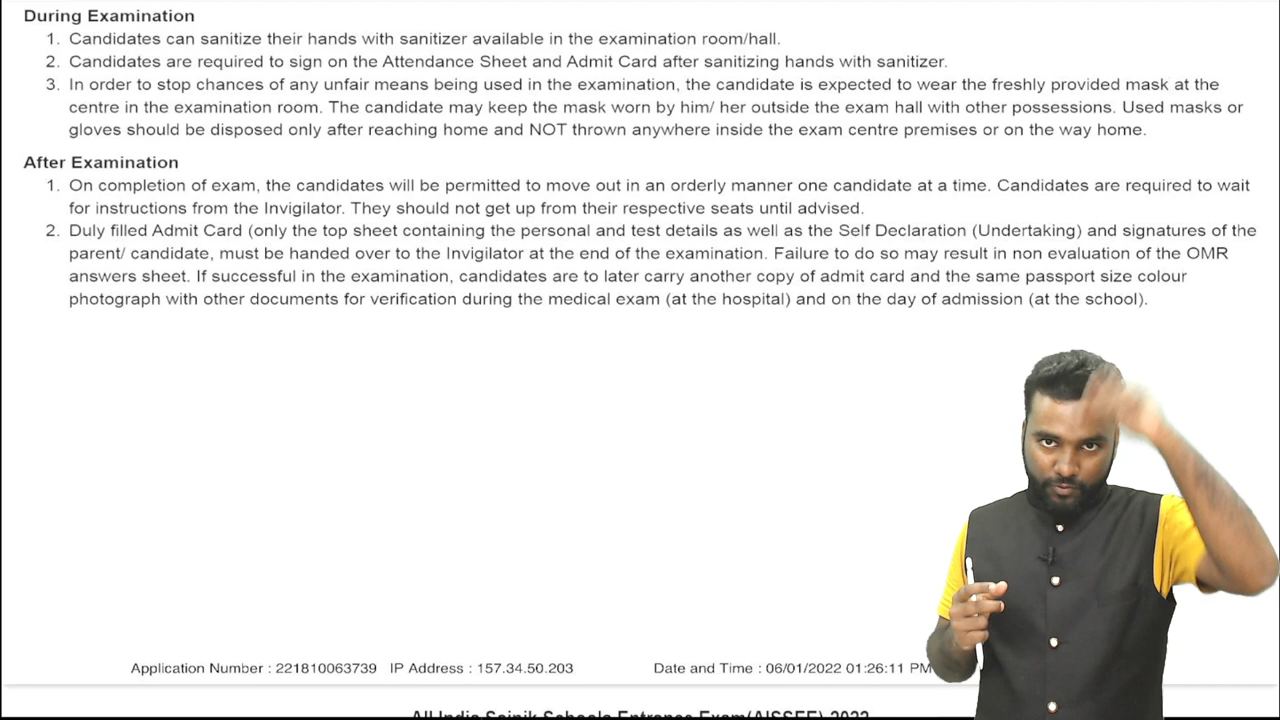 During Examination
1. Candidates can sanitize their hands with sanitizer available in the examination room/hall.
2. Candidates are required to sign on the Attendance Sheet and Admit Card after sanitizing hands with sanitizer.
3. In order to stop chances of any unfair means being used in the examination, the candidate is expected to wear the freshly provided mask at the
centre in the examination room. The candidate may keep the mask worn by him/ her outside the exam hall with other possessions. Used masks or
gloves should be disposed only after reaching home and NOT thrown anywhere inside the exam centre premises or on the way home.
After Examination
1. On completion of exam, the candidates will be permitted to move out in an orderly manner one candidate at a time. Candidates are required to wait
for instructions from the Invigilator. They should not get up from their respective seats until advised.
2. Duly filled Admit Card (only the top sheet containing the personal and test details as well as the Self Declaration (Undertaking) and signatures of the
parent/ candidate, must be handed over to the Invigilator at the end of the examination. Failure to do so may result in non evaluation of the OMR
answers sheet. If successful in the examination, candidates are to later carry another copy of admit card and the same passport size colour
photograph with other documents for verification during the medical exam (at the hospital) and on the day of admission (at the school).
Application Number : 221810063739 IP Address : 157.34.50.203 Date and Time : 06/01/2022 01:26:11 PM
All India Sainik Schools Entrance Exam(AISSEE) 2022